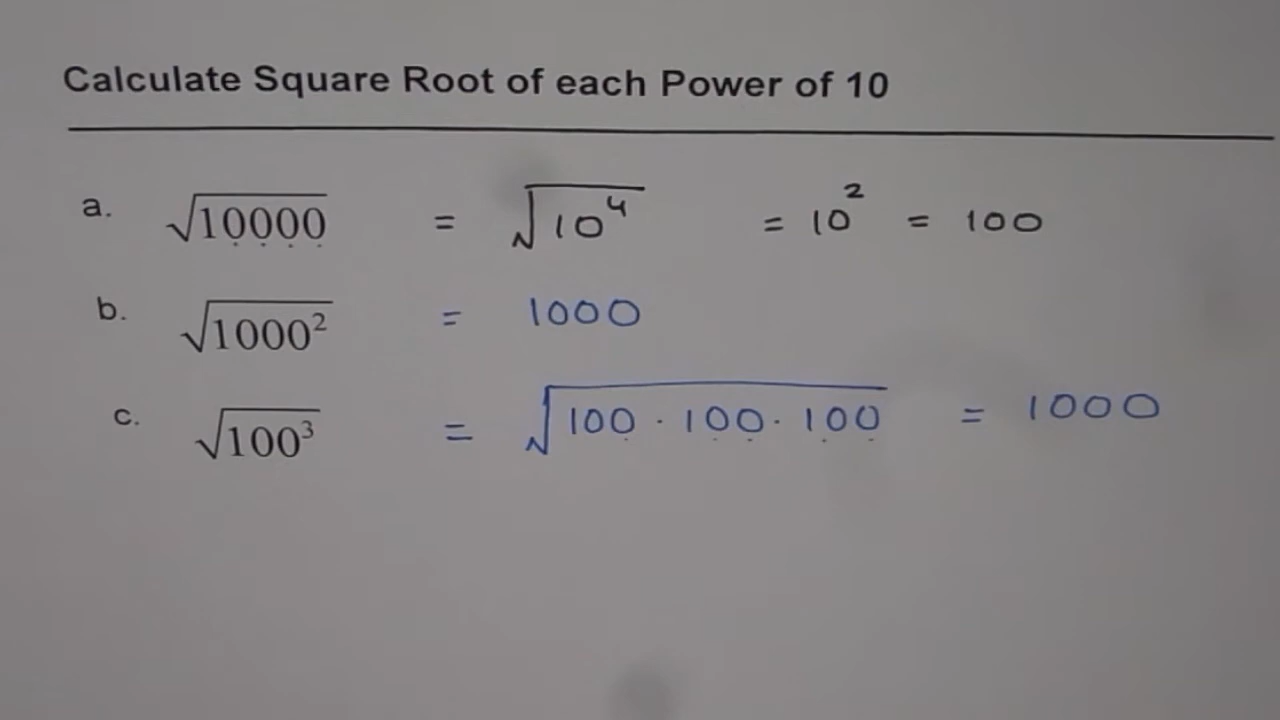 Calculate Square Root of each Power of 10
a. √10000 = √10⁴ = 10² = 100
b. √1000² = 1000
c. √100³ = √100 · 100 · 100 = 1000